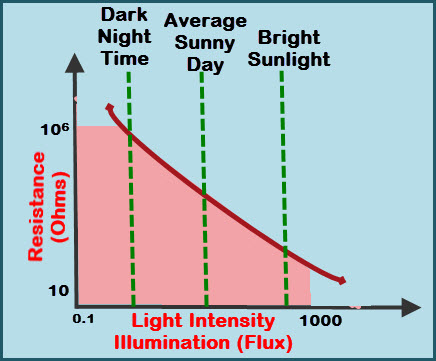 Dark
Night
Time
Average
Sunny
Day
Bright
Sunlight
10⁶
Resistance
(Ohms)
10
0.1
1000
Light Intensity
Illumination (Flux)